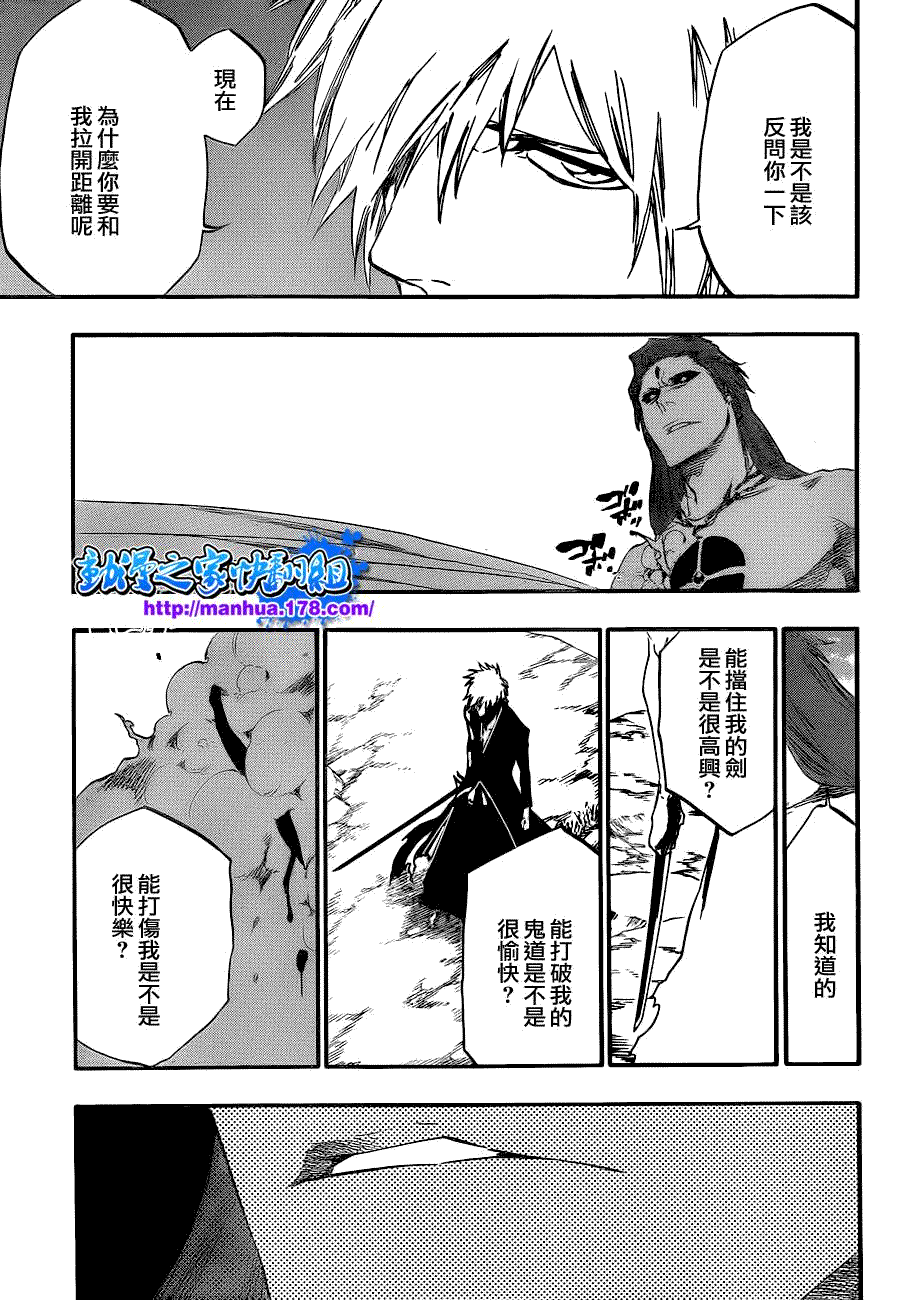 我是不是該
反問你一下
現在
為什麼你要和
我拉開距離呢
動漫之家快翻組
http://manhua.178.com/
我知道的
能擋住我的劍
是不是很高興?
能打破我的
鬼道是不是
很愉快?
能打傷我是不是
很快樂?